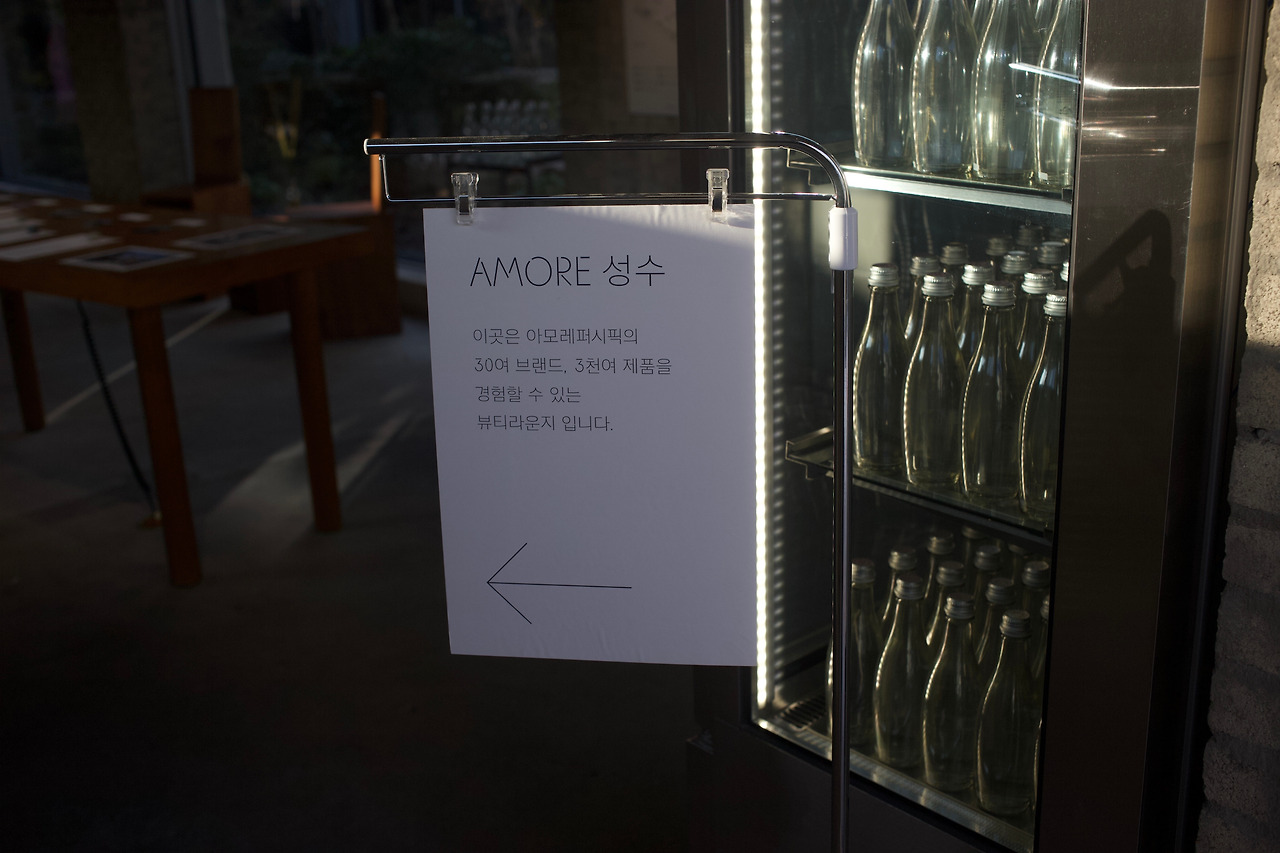 AMORE 성수
이곳은 아모레퍼시픽의
30여 브랜드, 3천여 제품을
경험할 수 있는
뷰티라운지 입니다.